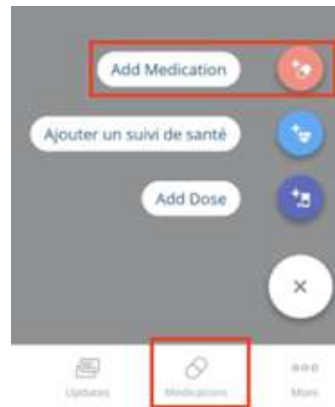 Add Medication
Ajouter un suivi de santé
Add Dose
Updates
Medications
More